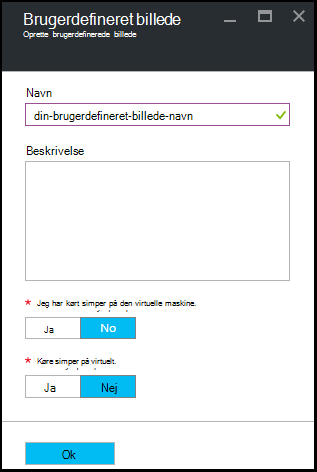 Brugerdefineret billede
Oprette brugerdefinerede billede
Navn
din-brugerdefineret-billede-navn
Beskrivelse
* Jeg har kørt simper på den virtuelle maskine.
Ja No
* Køre simper på virtuelt.
Ja Nej
Ok